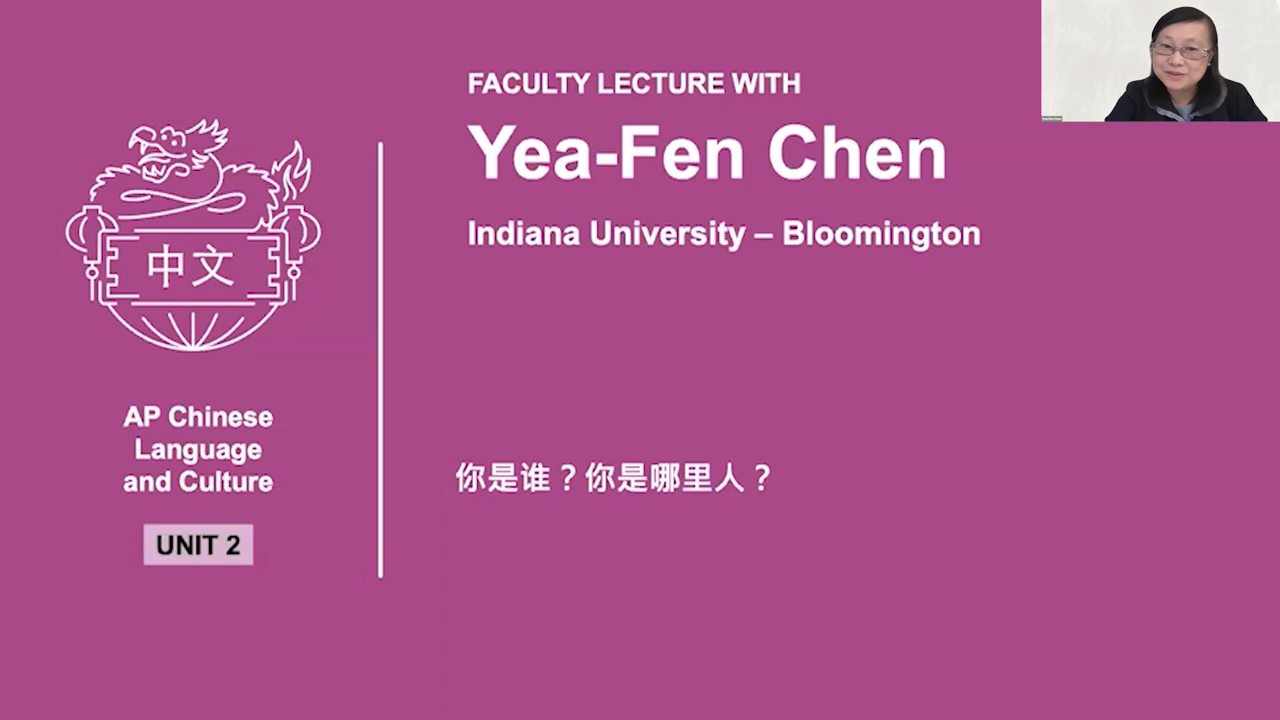 FACULTY LECTURE WITH
Yea-Fen Chen
Indiana University – Bloomington
中文
AP Chinese
Language
and Culture
UNIT 2
你是谁？你是哪里人？